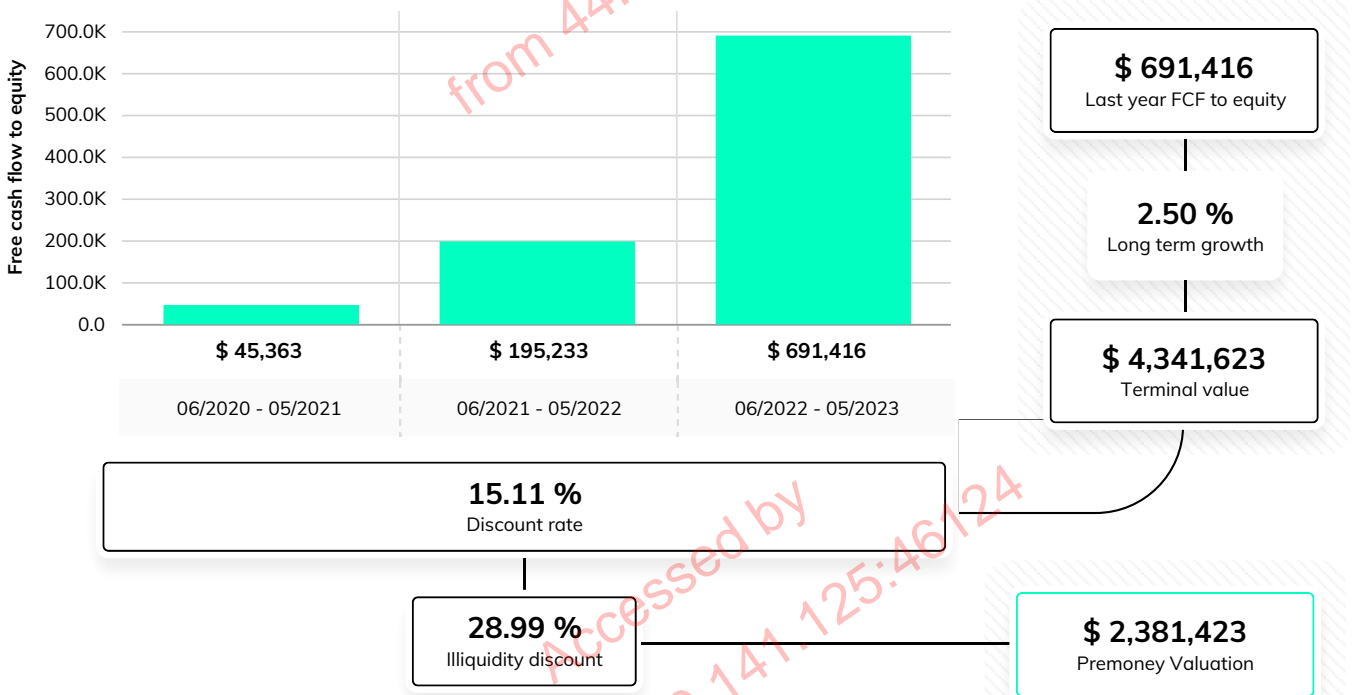 Free cash flow to equity
700.0K
600.0K
500.0K
400.0K
300.0K
200.0K
100.0K
0.0
$ 45,363
$ 195,233
$ 691,416
06/2020 - 05/2021
06/2021 - 05/2022
06/2022 - 05/2023
$ 691,416
Last year FCF to equity
2.50 %
Long term growth
$ 4,341,623
Terminal value
15.11 %
Discount rate
28.99 %
Illiquidity discount
$ 2,381,423
Premoney Valuation
Accessed by
from 44.
141.125:46124